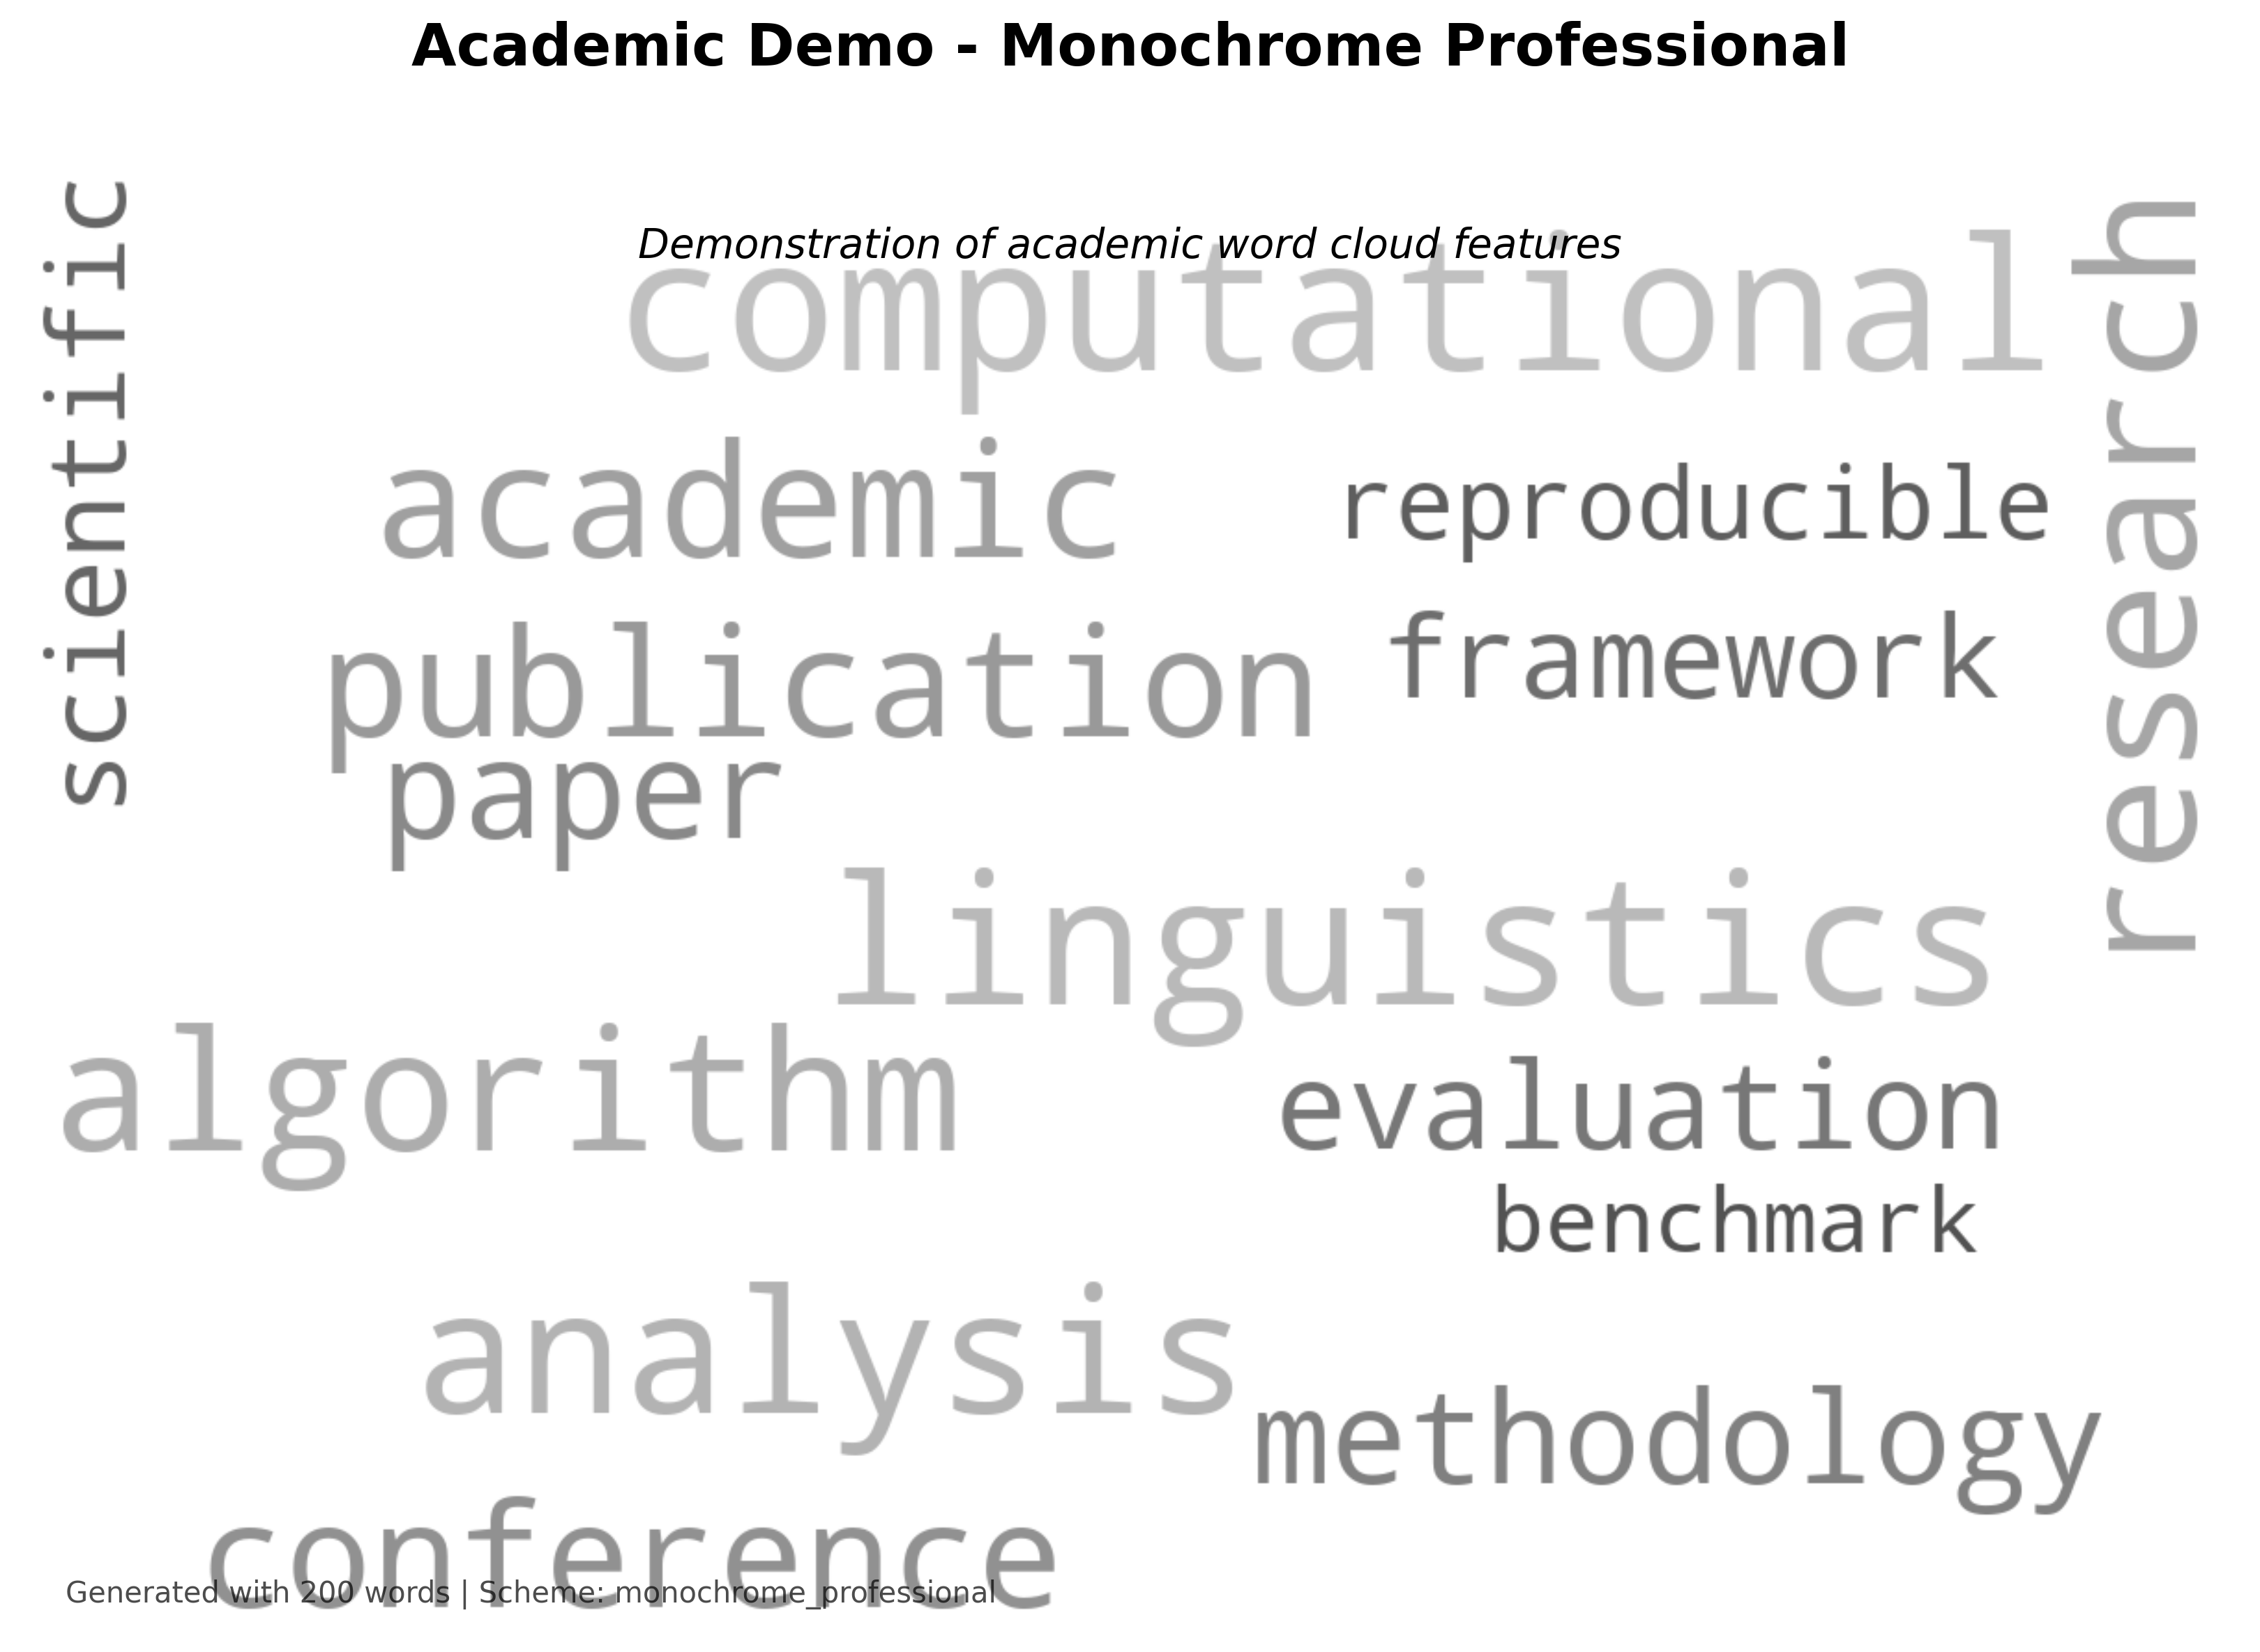 Academic Demo - Monochrome Professional
Demonstration of academic word cloud features
scientific
computational
research
academic
reproducible
publication
framework
paper
linguistics
algorithm
evaluation
benchmark
analysis
methodology
conference
Generated with 200 words | Scheme: monochrome_professional